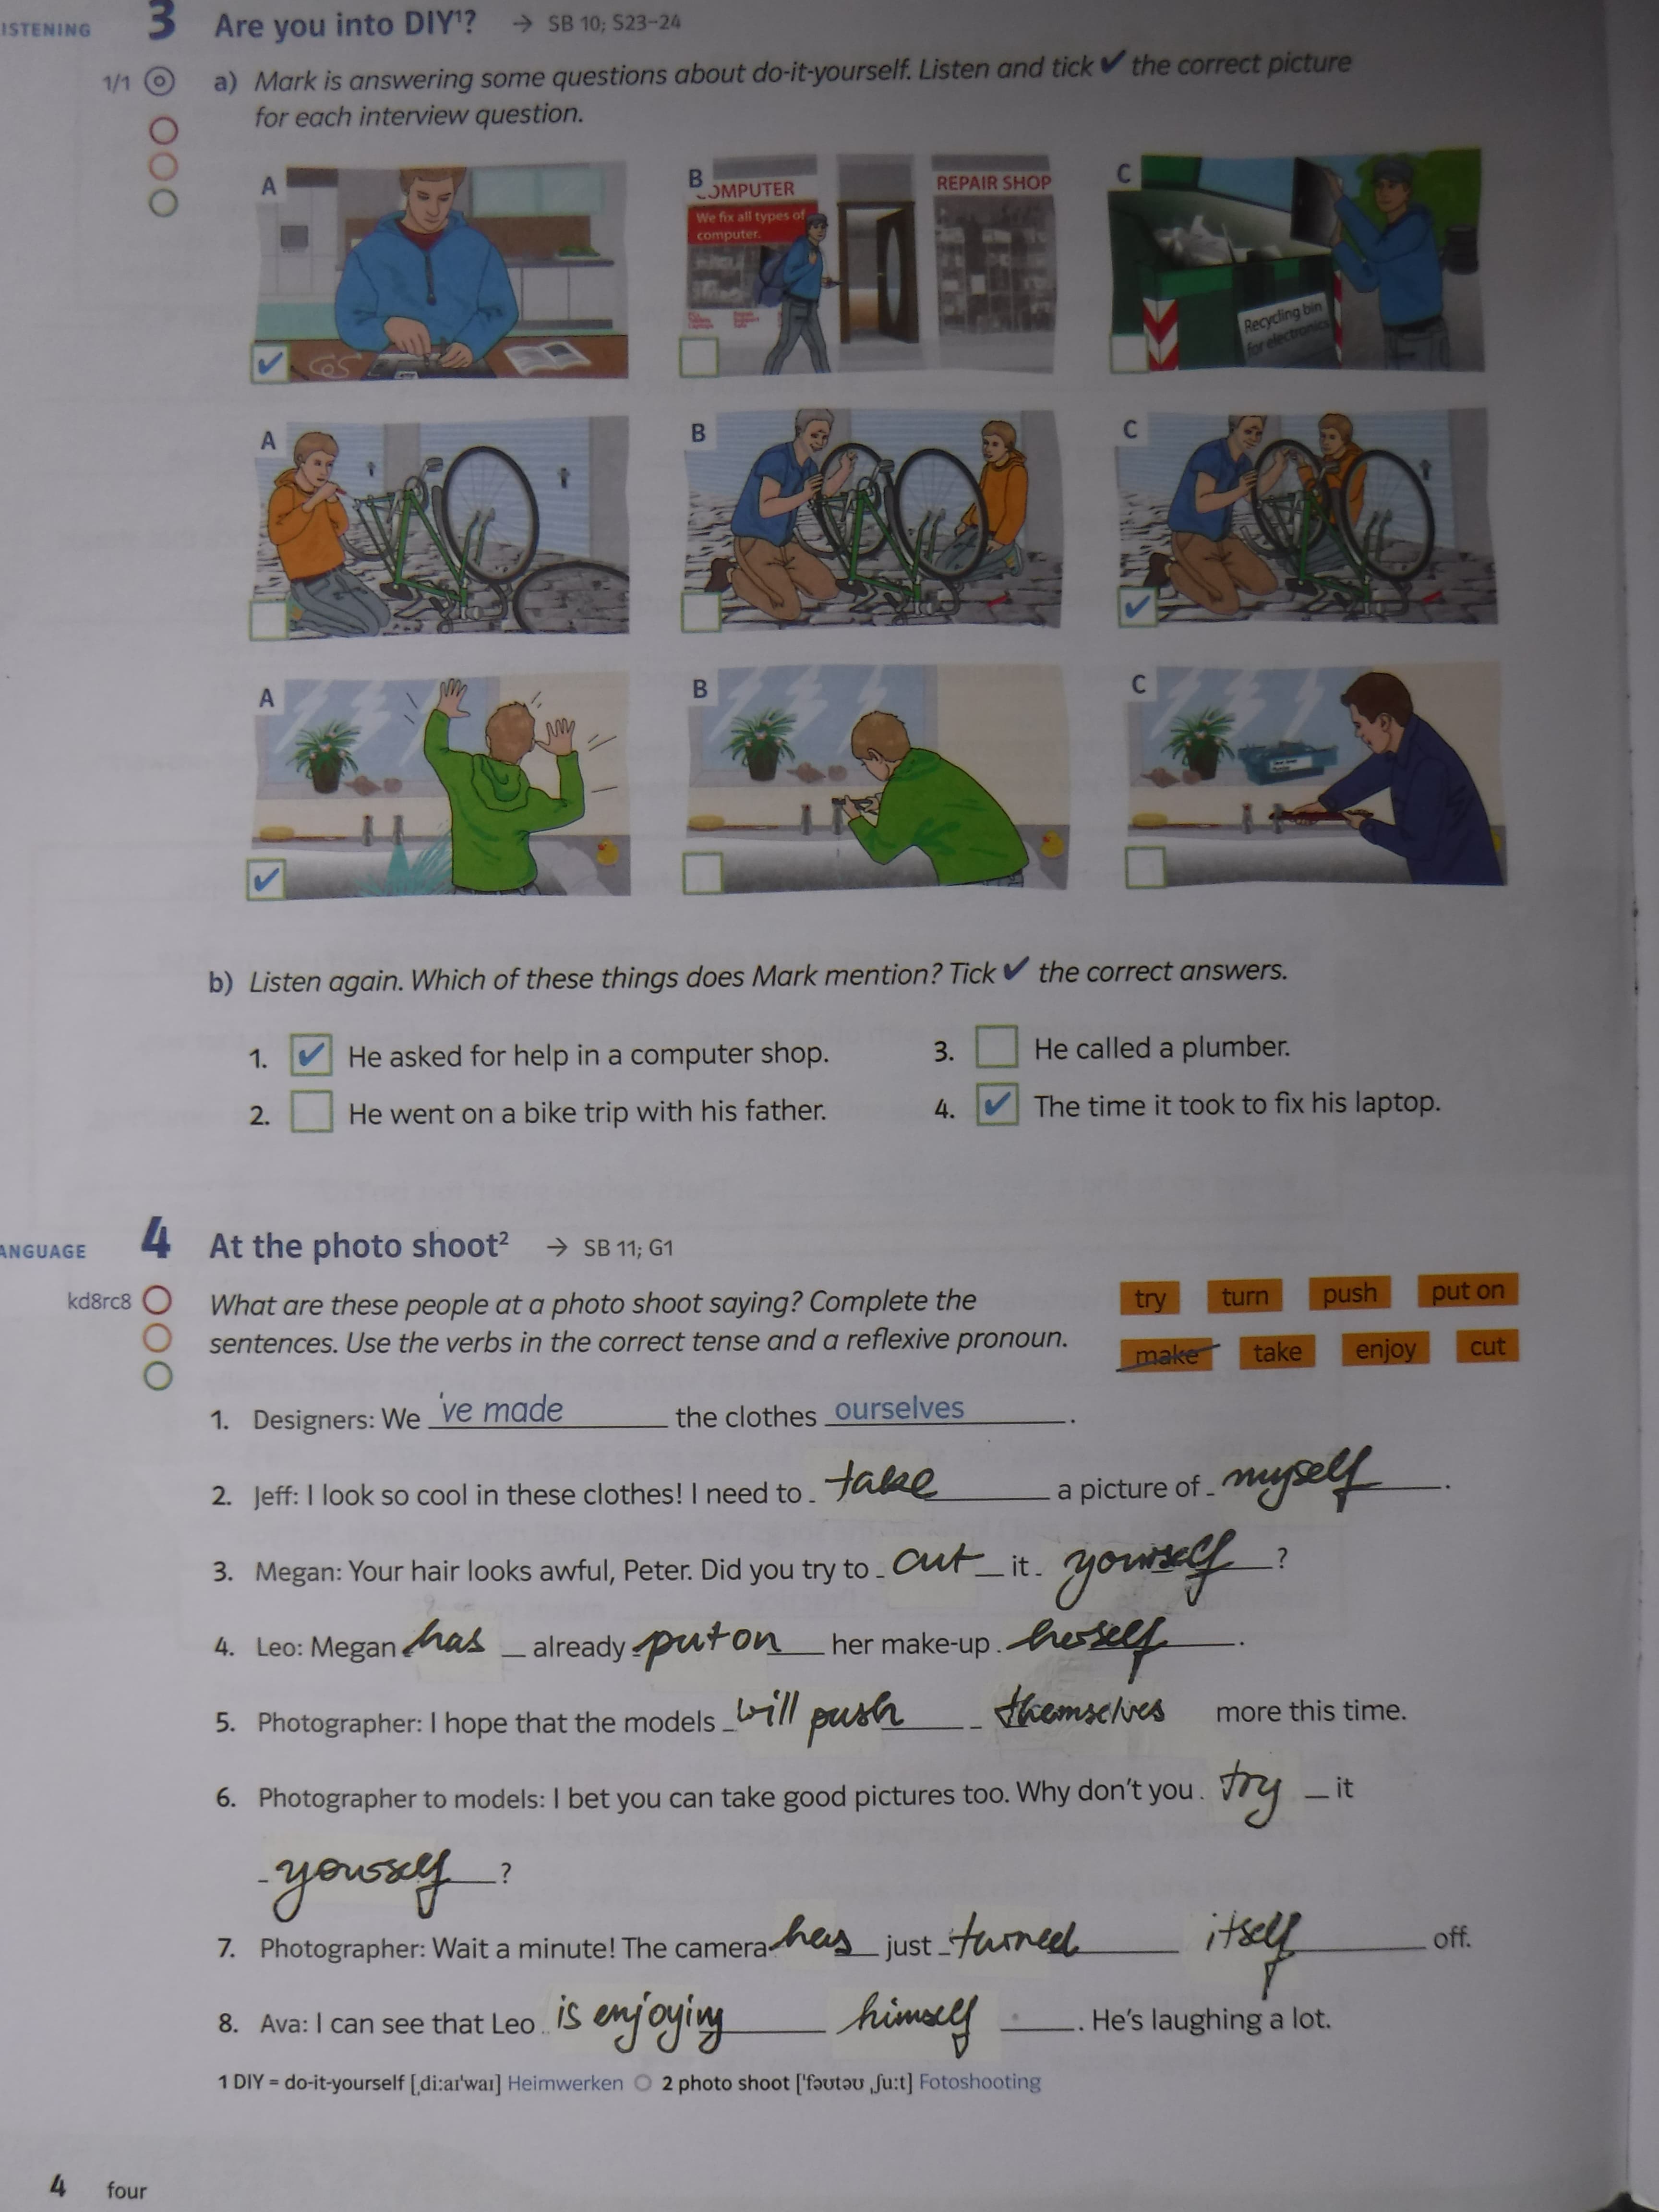 ISTENING 3 Are you into DIY¹? → SB 10; S23–24
1/1 a) Mark is answering some questions about do-it-yourself. Listen and tick ✔ the correct picture
for each interview question.
A B C
OMPUTER REPAIR SHOP
We fix all types of
computer.
Recycling bin
for electronics
A B C
A B C
b) Listen again. Which of these things does Mark mention? Tick ✔ the correct answers.
1. ✔ He asked for help in a computer shop. 3. He called a plumber.
2. He went on a bike trip with his father. 4. ✔ The time it took to fix his laptop.
ANGUAGE 4 At the photo shoot² → SB 11; G1
kd8rc8 What are these people at a photo shoot saying? Complete the
sentences. Use the verbs in the correct tense and a reflexive pronoun.
try turn push put on
make take enjoy cut
1. Designers: We 've made the clothes ourselves.
2. Jeff: I look so cool in these clothes! I need to take a picture of myself.
3. Megan: Your hair looks awful, Peter. Did you try to cut it yourself?
4. Leo: Megan has already put on her make-up herself.
5. Photographer: I hope that the models will push themselves more this time.
6. Photographer to models: I bet you can take good pictures too. Why don't you try it
yourself?
7. Photographer: Wait a minute! The camera has just turned itself off.
8. Ava: I can see that Leo is enjoying himself. He's laughing a lot.
1 DIY = do-it-yourself [ˌdiːaɪˈwaɪ] Heimwerken 2 photo shoot [ˈfəʊtəʊ ˌʃuːt] Fotoshooting
4 four